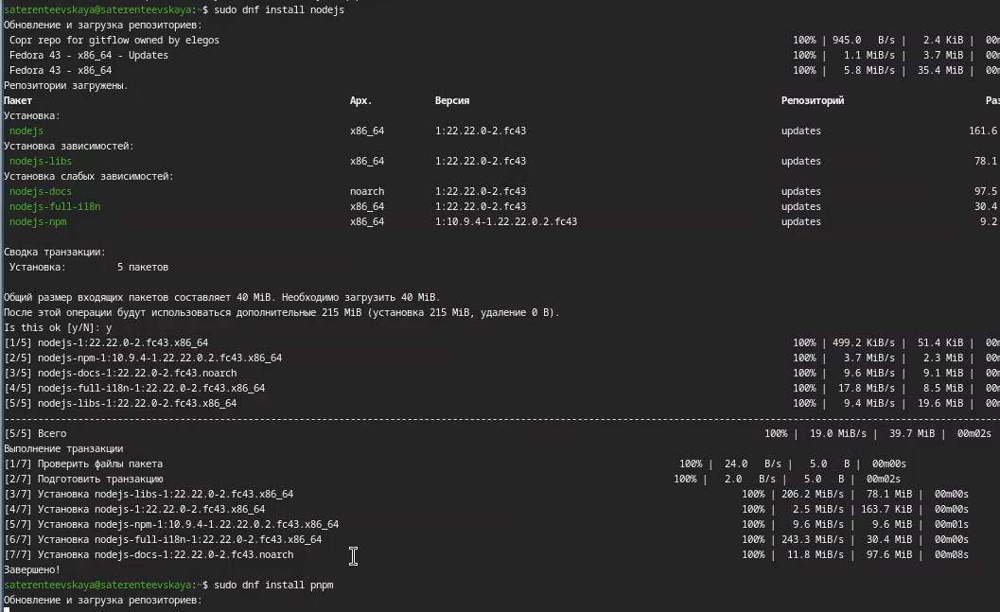 saterenteevskaya@saterenteevskaya:~$ sudo dnf install nodejs
Обновление и загрузка репозиториев:
Copr repo for gitflow owned by elegos 100% | 945.0 B/s | 2.4 KiB | 00m
Fedora 43 - x86_64 - Updates 100% | 1.1 MiB/s | 3.7 MiB | 00m
Fedora 43 - x86_64 100% | 5.8 MiB/s | 35.4 MiB | 00m
Репозитории загружены.
Пакет Арх. Версия Репозиторий Раз
Установка:
nodejs x86_64 1:22.22.0-2.fc43 updates 161.6
Установка зависимостей:
nodejs-libs x86_64 1:22.22.0-2.fc43 updates 78.1
Установка слабых зависимостей:
nodejs-docs noarch 1:22.22.0-2.fc43 updates 97.5
nodejs-full-i18n x86_64 1:22.22.0-2.fc43 updates 30.4
nodejs-npm x86_64 1:10.9.4-1.22.22.0.2.fc43 updates 9.2
Сводка транзакции:
Установка: 5 пакетов
Общий размер входящих пакетов составляет 40 MiB. Необходимо загрузить 40 MiB.
После этой операции будут использоваться дополнительные 215 MiB (установка 215 MiB, удаление 0 B).
Is this ok [y/N]: y
[1/5] nodejs-1:22.22.0-2.fc43.x86_64 100% | 499.2 KiB/s | 51.4 KiB | 00m
[2/5] nodejs-npm-1:10.9.4-1.22.22.0.2.fc43.x86_64 100% | 3.7 MiB/s | 2.3 MiB | 00m
[3/5] nodejs-docs-1:22.22.0-2.fc43.noarch 100% | 9.6 MiB/s | 9.1 MiB | 00m
[4/5] nodejs-full-i18n-1:22.22.0-2.fc43.x86_64 100% | 17.8 MiB/s | 8.5 MiB | 00m
[5/5] nodejs-libs-1:22.22.0-2.fc43.x86_64 100% | 9.4 MiB/s | 19.6 MiB | 00m
[5/5] Всего 100% | 19.0 MiB/s | 39.7 MiB | 00m02s
Выполнение транзакции
[1/7] Проверить файлы пакета 100% | 24.0 B/s | 5.0 B | 00m00s
[2/7] Подготовить транзакцию 100% | 2.0 B/s | 5.0 B | 00m02s
[3/7] Установка nodejs-libs-1:22.22.0-2.fc43.x86_64 100% | 206.2 MiB/s | 78.1 MiB | 00m00s
[4/7] Установка nodejs-1:22.22.0-2.fc43.x86_64 100% | 2.5 MiB/s | 163.7 KiB | 00m00s
[5/7] Установка nodejs-npm-1:10.9.4-1.22.22.0.2.fc43.x86_64 100% | 9.6 MiB/s | 9.6 MiB | 00m01s
[6/7] Установка nodejs-full-i18n-1:22.22.0-2.fc43.x86_64 100% | 243.3 MiB/s | 30.4 MiB | 00m00s
[7/7] Установка nodejs-docs-1:22.22.0-2.fc43.noarch 100% | 11.8 MiB/s | 97.6 MiB | 00m08s
Завершено!
saterenteevskaya@saterenteevskaya:~$ sudo dnf install pnpm
Обновление и загрузка репозиториев: